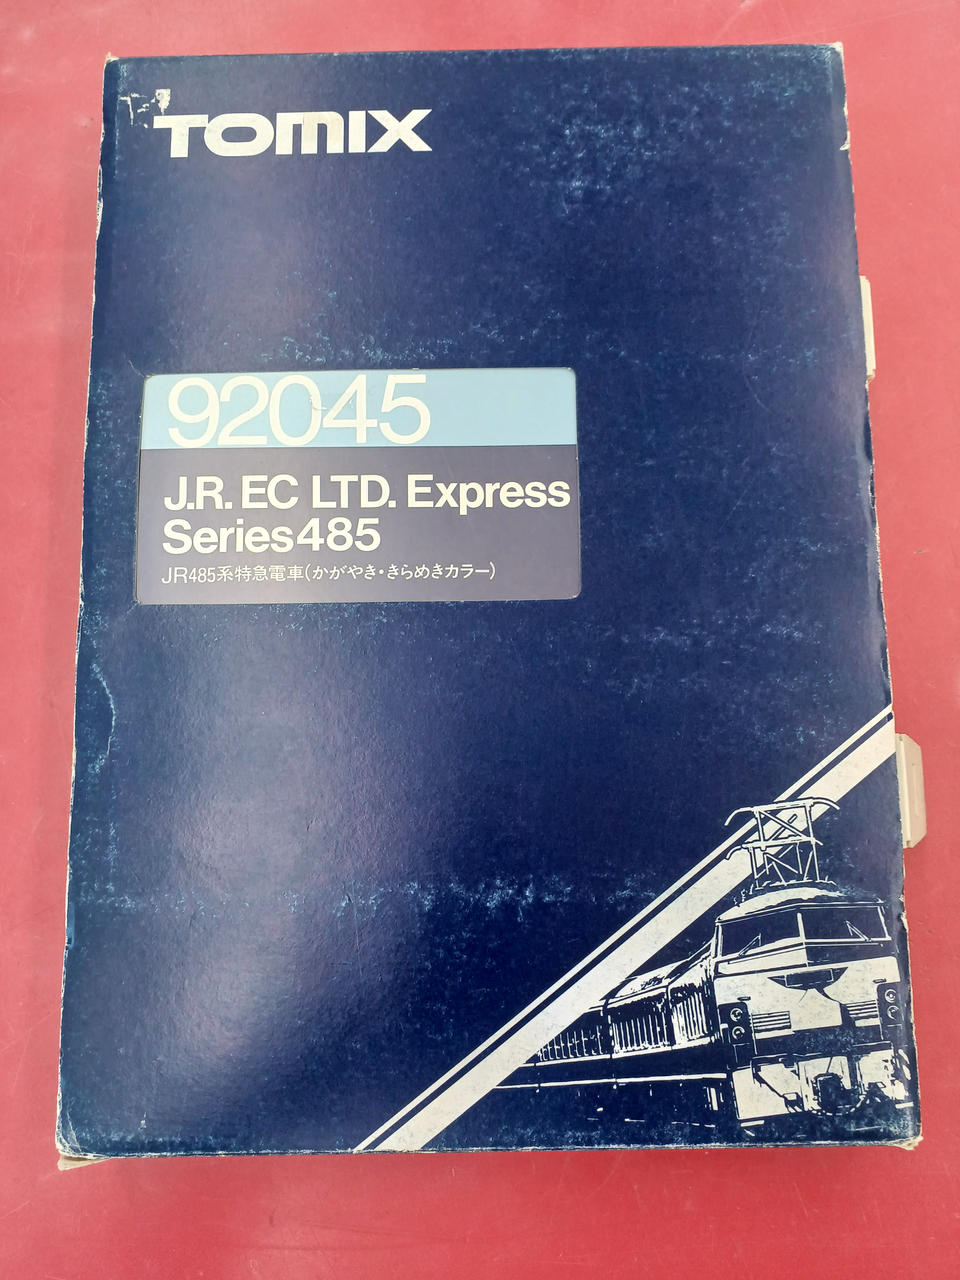 TOMIX
92045
J.R. EC LTD. Express
Series485
JR485系特急電車(かがやき・きらめきカラー)